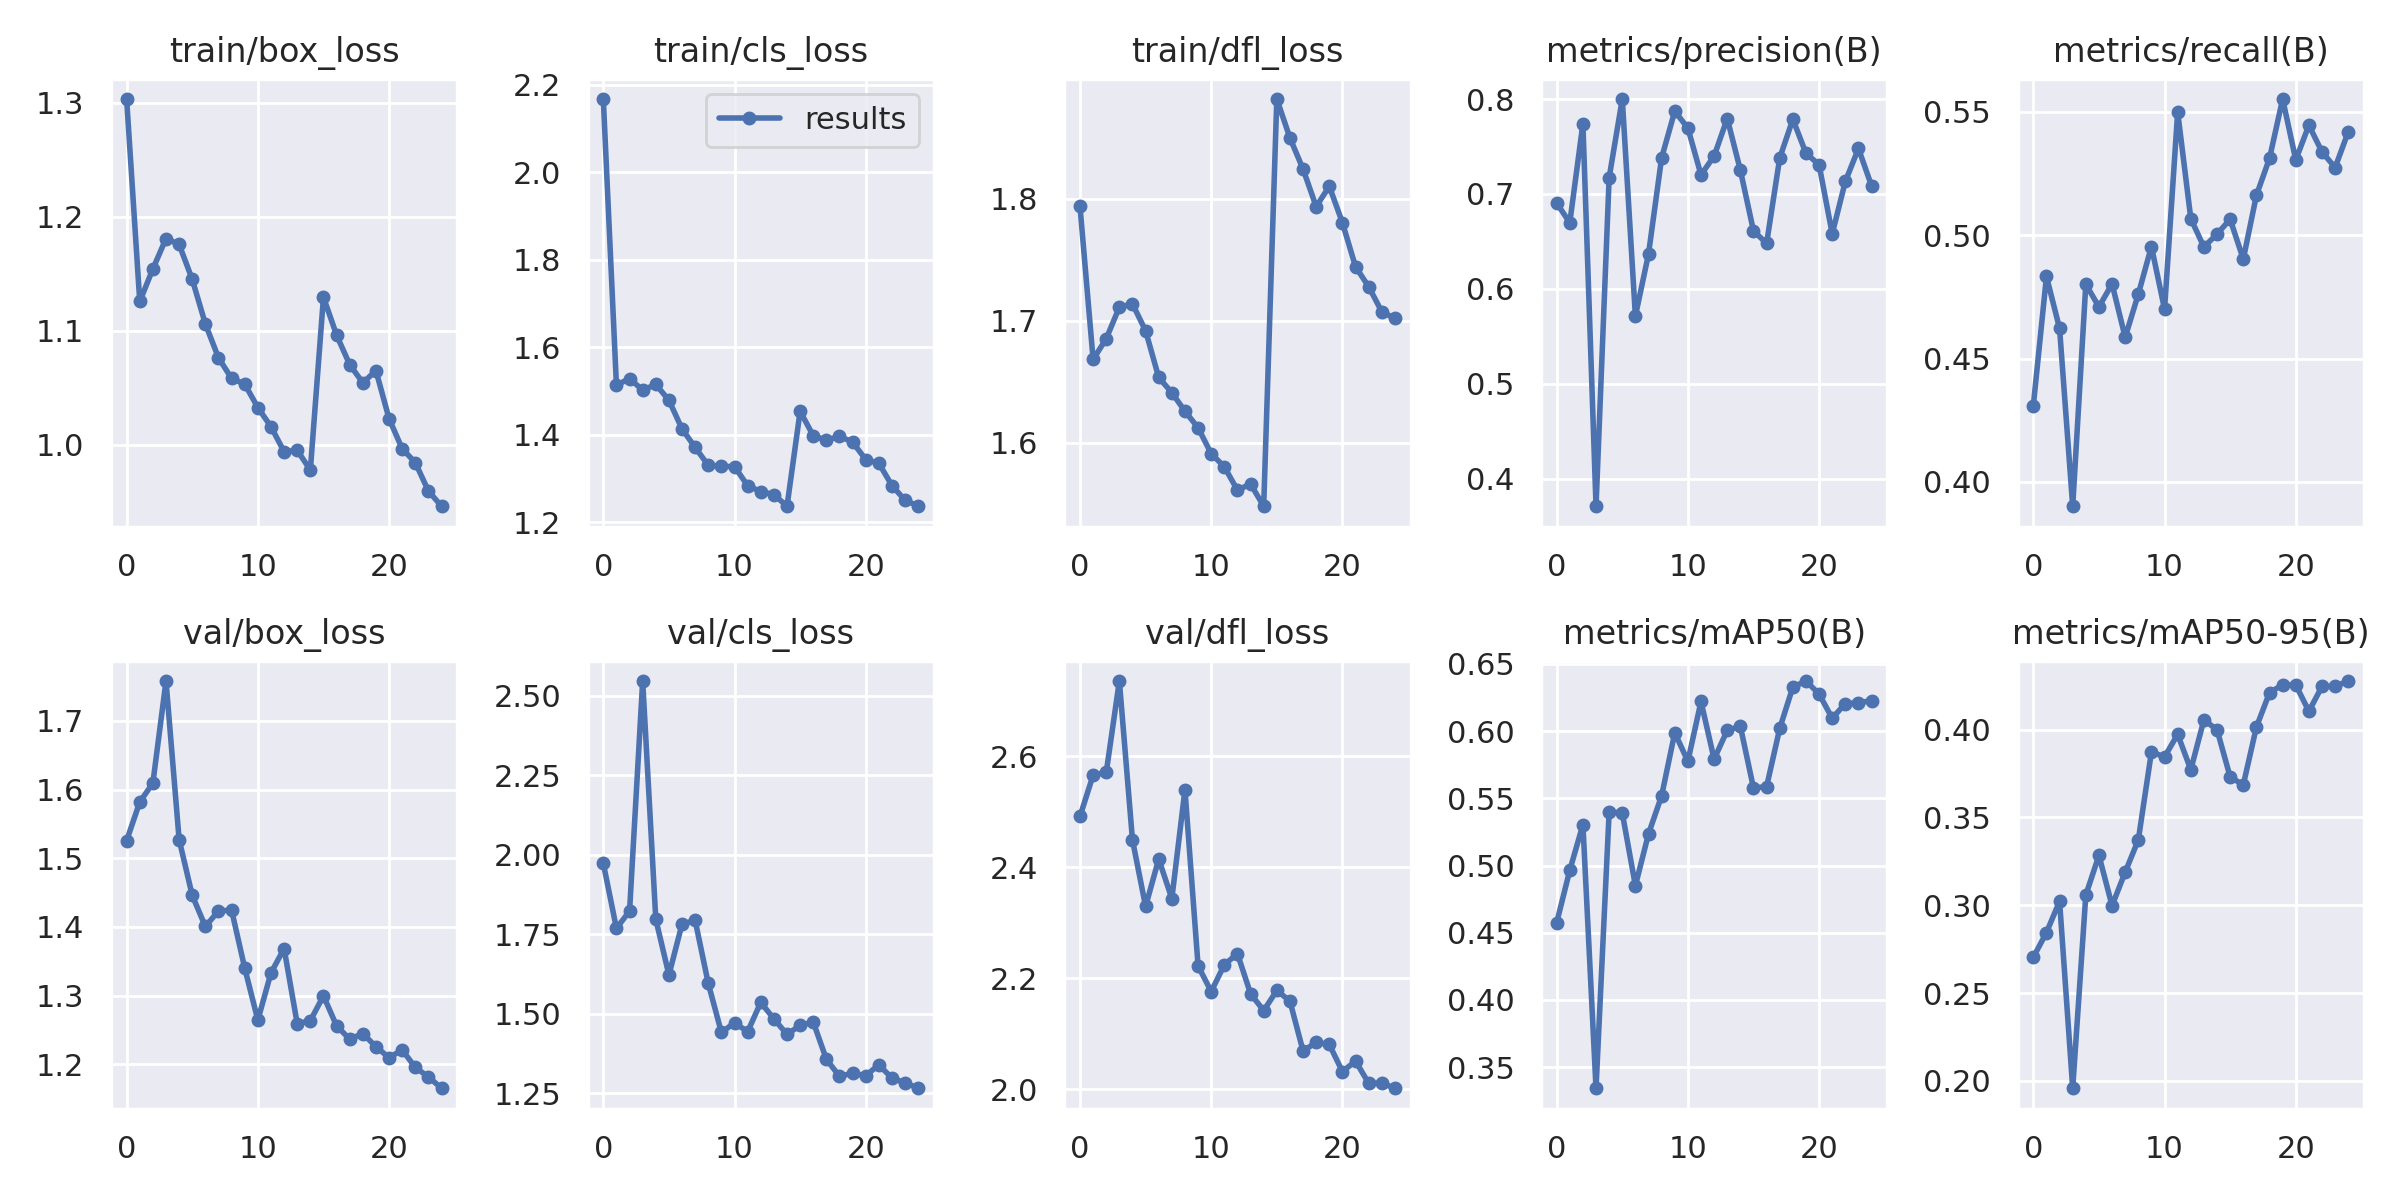 train/box_loss
1.3
1.2
1.1
1.0
0 10 20
train/cls_loss
results
2.2
2.0
1.8
1.6
1.4
1.2
0 10 20
train/dfl_loss
1.8
1.7
1.6
0 10 20
metrics/precision(B)
0.8
0.7
0.6
0.5
0.4
0 10 20
metrics/recall(B)
0.55
0.50
0.45
0.40
0 10 20
val/box_loss
1.7
1.6
1.5
1.4
1.3
1.2
0 10 20
val/cls_loss
2.50
2.25
2.00
1.75
1.50
1.25
0 10 20
val/dfl_loss
2.6
2.4
2.2
2.0
0 10 20
metrics/mAP50(B)
0.65
0.60
0.55
0.50
0.45
0.40
0.35
0 10 20
metrics/mAP50-95(B)
0.40
0.35
0.30
0.25
0.20
0 10 20